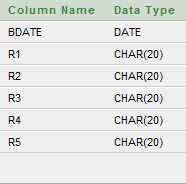 Column Name Data Type
BDATE DATE
R1 CHAR(20)
R2 CHAR(20)
R3 CHAR(20)
R4 CHAR(20)
R5 CHAR(20)